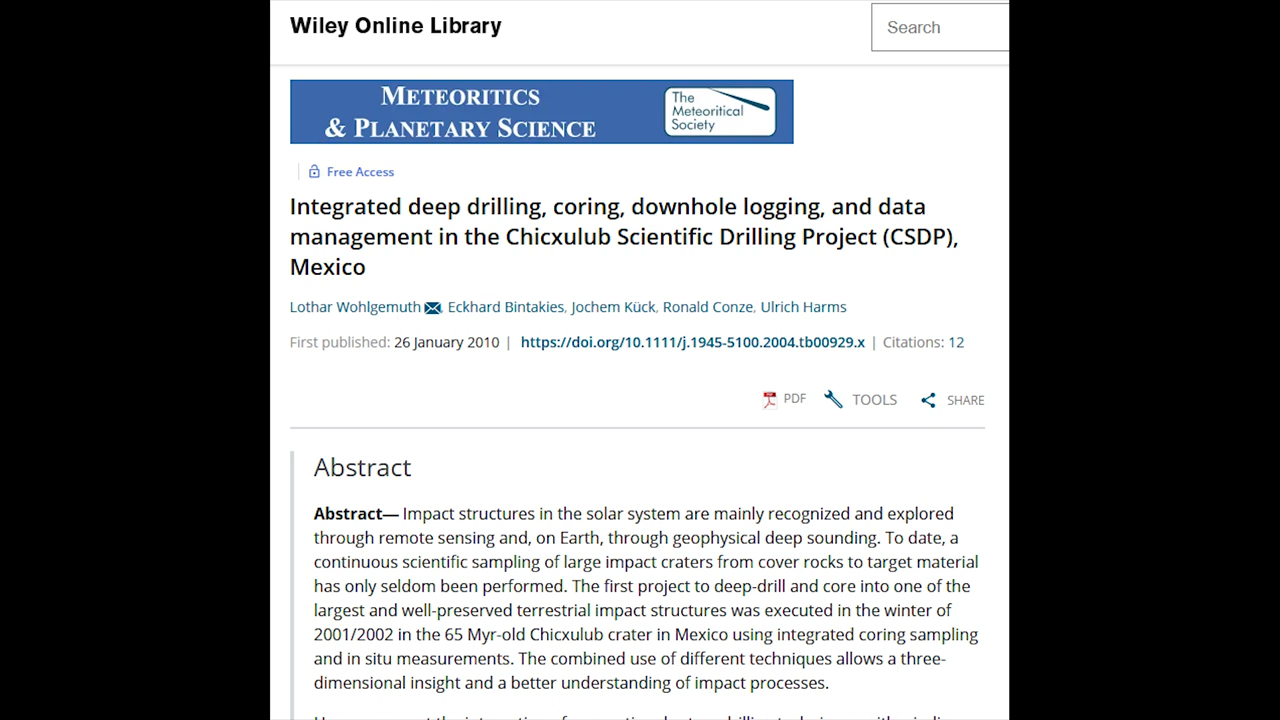 Wiley Online Library
Search
METEORITICS
& PLANETARY SCIENCE
The
Meteoritical
Society
Free Access
Integrated deep drilling, coring, downhole logging, and data
management in the Chicxulub Scientific Drilling Project (CSDP),
Mexico
Lothar Wohlgemuth, Eckhard Bintakies, Jochem Kück, Ronald Conze, Ulrich Harms
First published: 26 January 2010 | https://doi.org/10.1111/j.1945-5100.2004.tb00929.x | Citations: 12
PDF TOOLS SHARE
Abstract
Abstract— Impact structures in the solar system are mainly recognized and explored
through remote sensing and, on Earth, through geophysical deep sounding. To date, a
continuous scientific sampling of large impact craters from cover rocks to target material
has only seldom been performed. The first project to deep-drill and core into one of the
largest and well-preserved terrestrial impact structures was executed in the winter of
2001/2002 in the 65 Myr-old Chicxulub crater in Mexico using integrated coring sampling
and in situ measurements. The combined use of different techniques allows a three-
dimensional insight and a better understanding of impact processes.